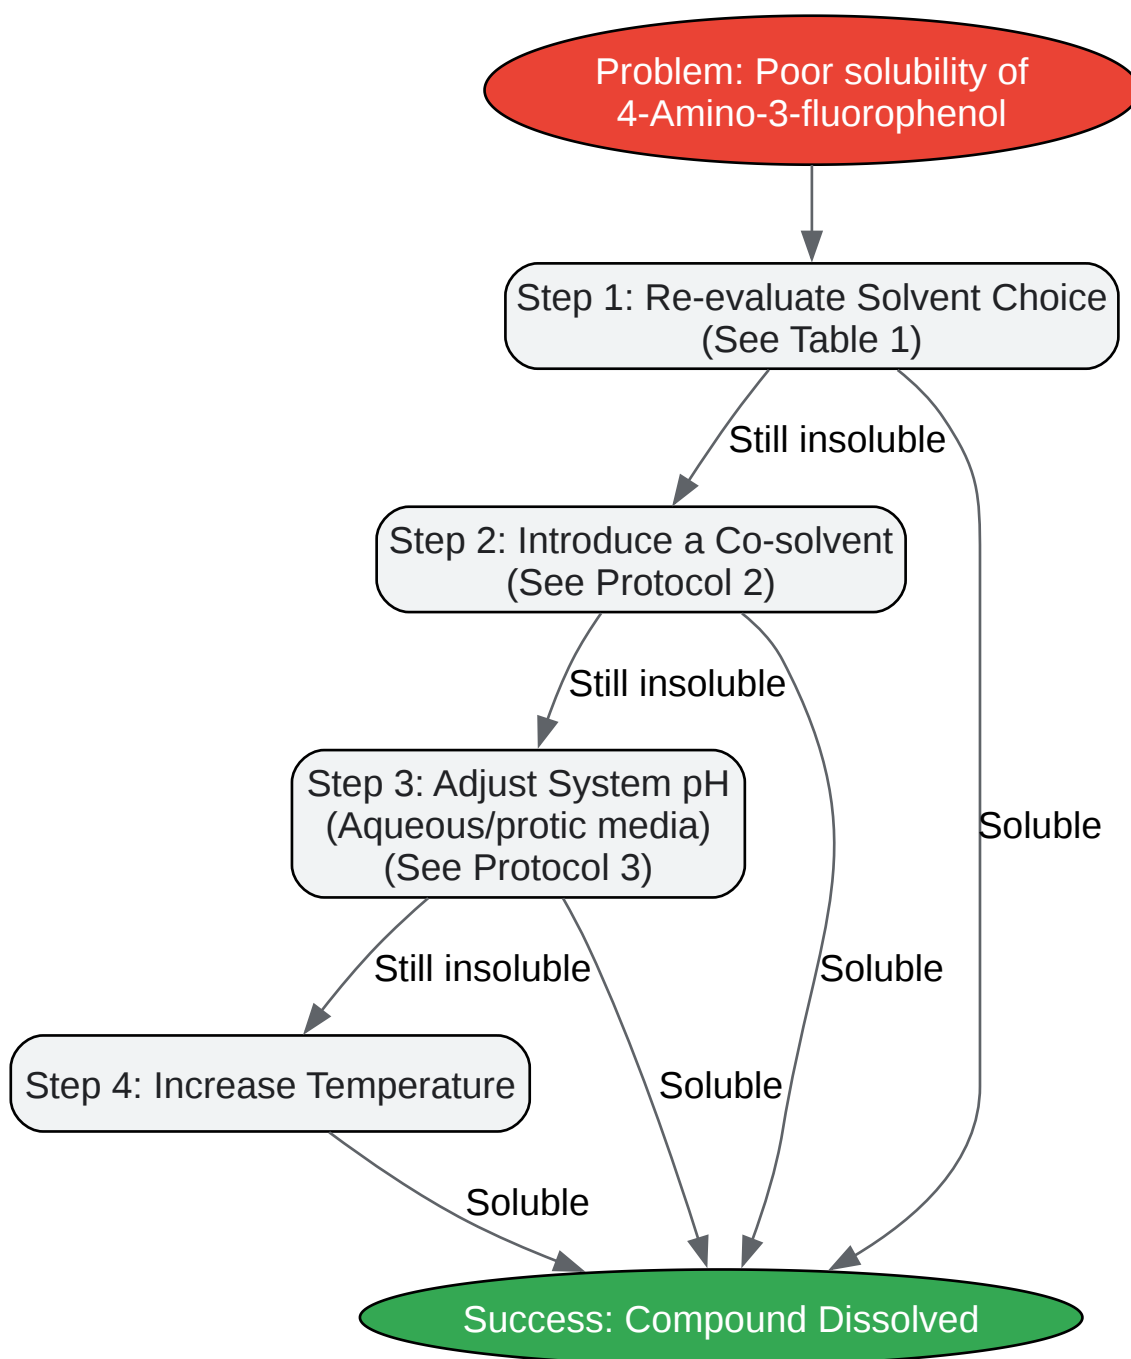 Problem: Poor solubility of
4-Amino-3-fluorophenol
Step 1: Re-evaluate Solvent Choice
(See Table 1)
Still insoluble
Step 2: Introduce a Co-solvent
(See Protocol 2)
Still insoluble
Step 3: Adjust System pH
(Aqueous/protic media)
(See Protocol 3)
Soluble
Still insoluble
Soluble
Step 4: Increase Temperature
Soluble
Soluble
Success: Compound Dissolved